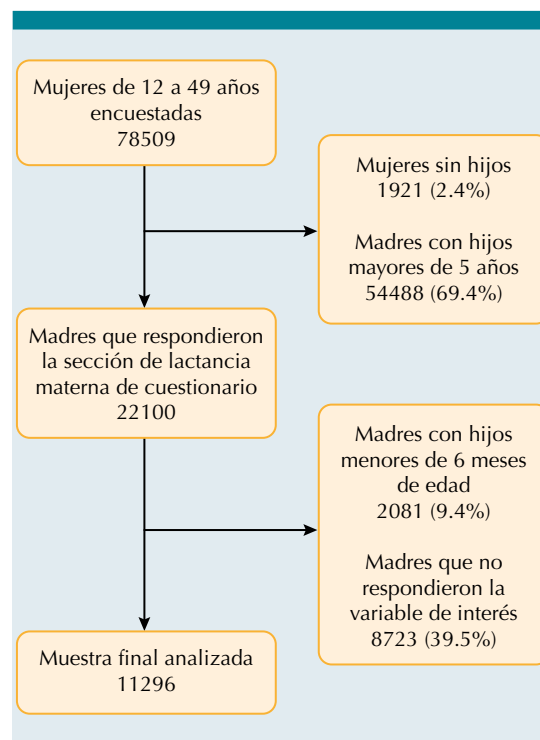 Mujeres de 12 a 49 años
encuestadas
78509
Mujeres sin hijos
1921 (2.4%)
Madres con hijos
mayores de 5 años
54488 (69.4%)
Madres que respondieron
la sección de lactancia
materna de cuestionario
22100
Madres con hijos
menores de 6 meses
de edad
2081 (9.4%)
Madres que no
respondieron la
variable de interés
8723 (39.5%)
Muestra final analizada
11296